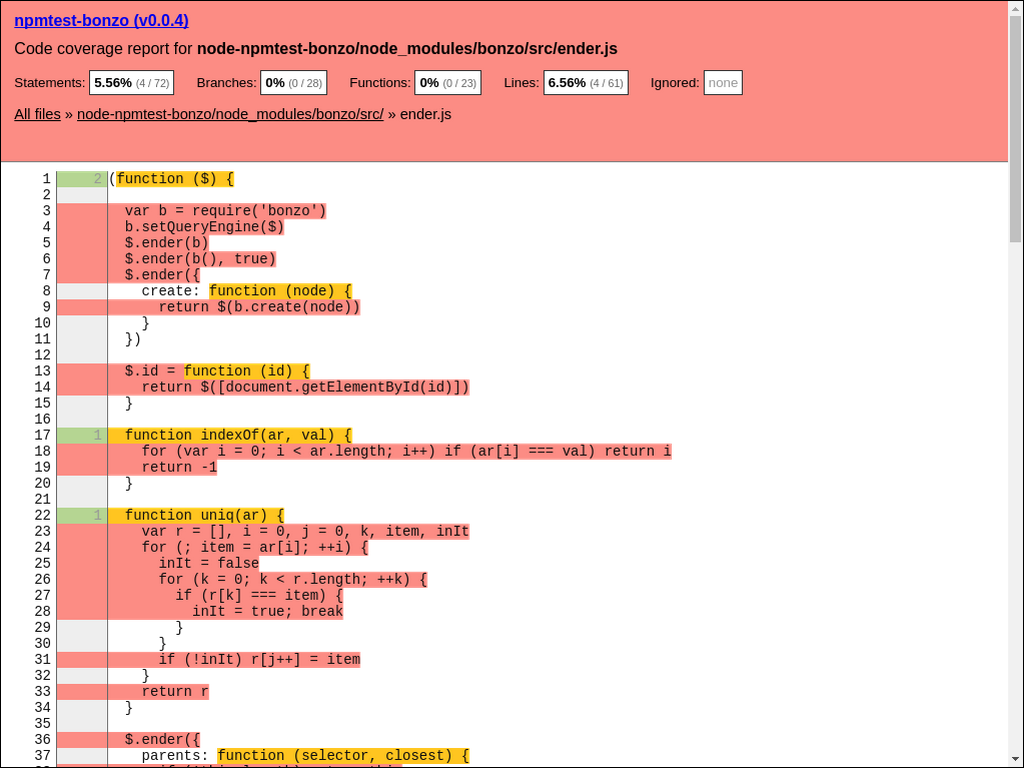 npmtest-bonzo (v0.0.4)
Code coverage report for node-npmtest-bonzo/node_modules/bonzo/src/ender.js
Statements: 5.56% (4 / 72) Branches: 0% (0 / 28) Functions: 0% (0 / 23) Lines: 6.56% (4 / 61) Ignored: none
All files » node-npmtest-bonzo/node_modules/bonzo/src/ » ender.js
1 2 (function ($) {
2
3 var b = require('bonzo')
4 b.setQueryEngine($)
5 $.ender(b)
6 $.ender(b(), true)
7 $.ender({
8 create: function (node) {
9 return $(b.create(node))
10 }
11 })
12
13 $.id = function (id) {
14 return $([document.getElementById(id)])
15 }
16
17 1 function indexOf(ar, val) {
18 for (var i = 0; i < ar.length; i++) if (ar[i] === val) return i
19 return -1
20 }
21
22 1 function uniq(ar) {
23 var r = [], i = 0, j = 0, k, item, inIt
24 for (; item = ar[i]; ++i) {
25 inIt = false
26 for (k = 0; k < r.length; ++k) {
27 if (r[k] === item) {
28 inIt = true; break
29 }
30 }
31 if (!inIt) r[j++] = item
32 }
33 return r
34 }
35
36 $.ender({
37 parents: function (selector, closest) {